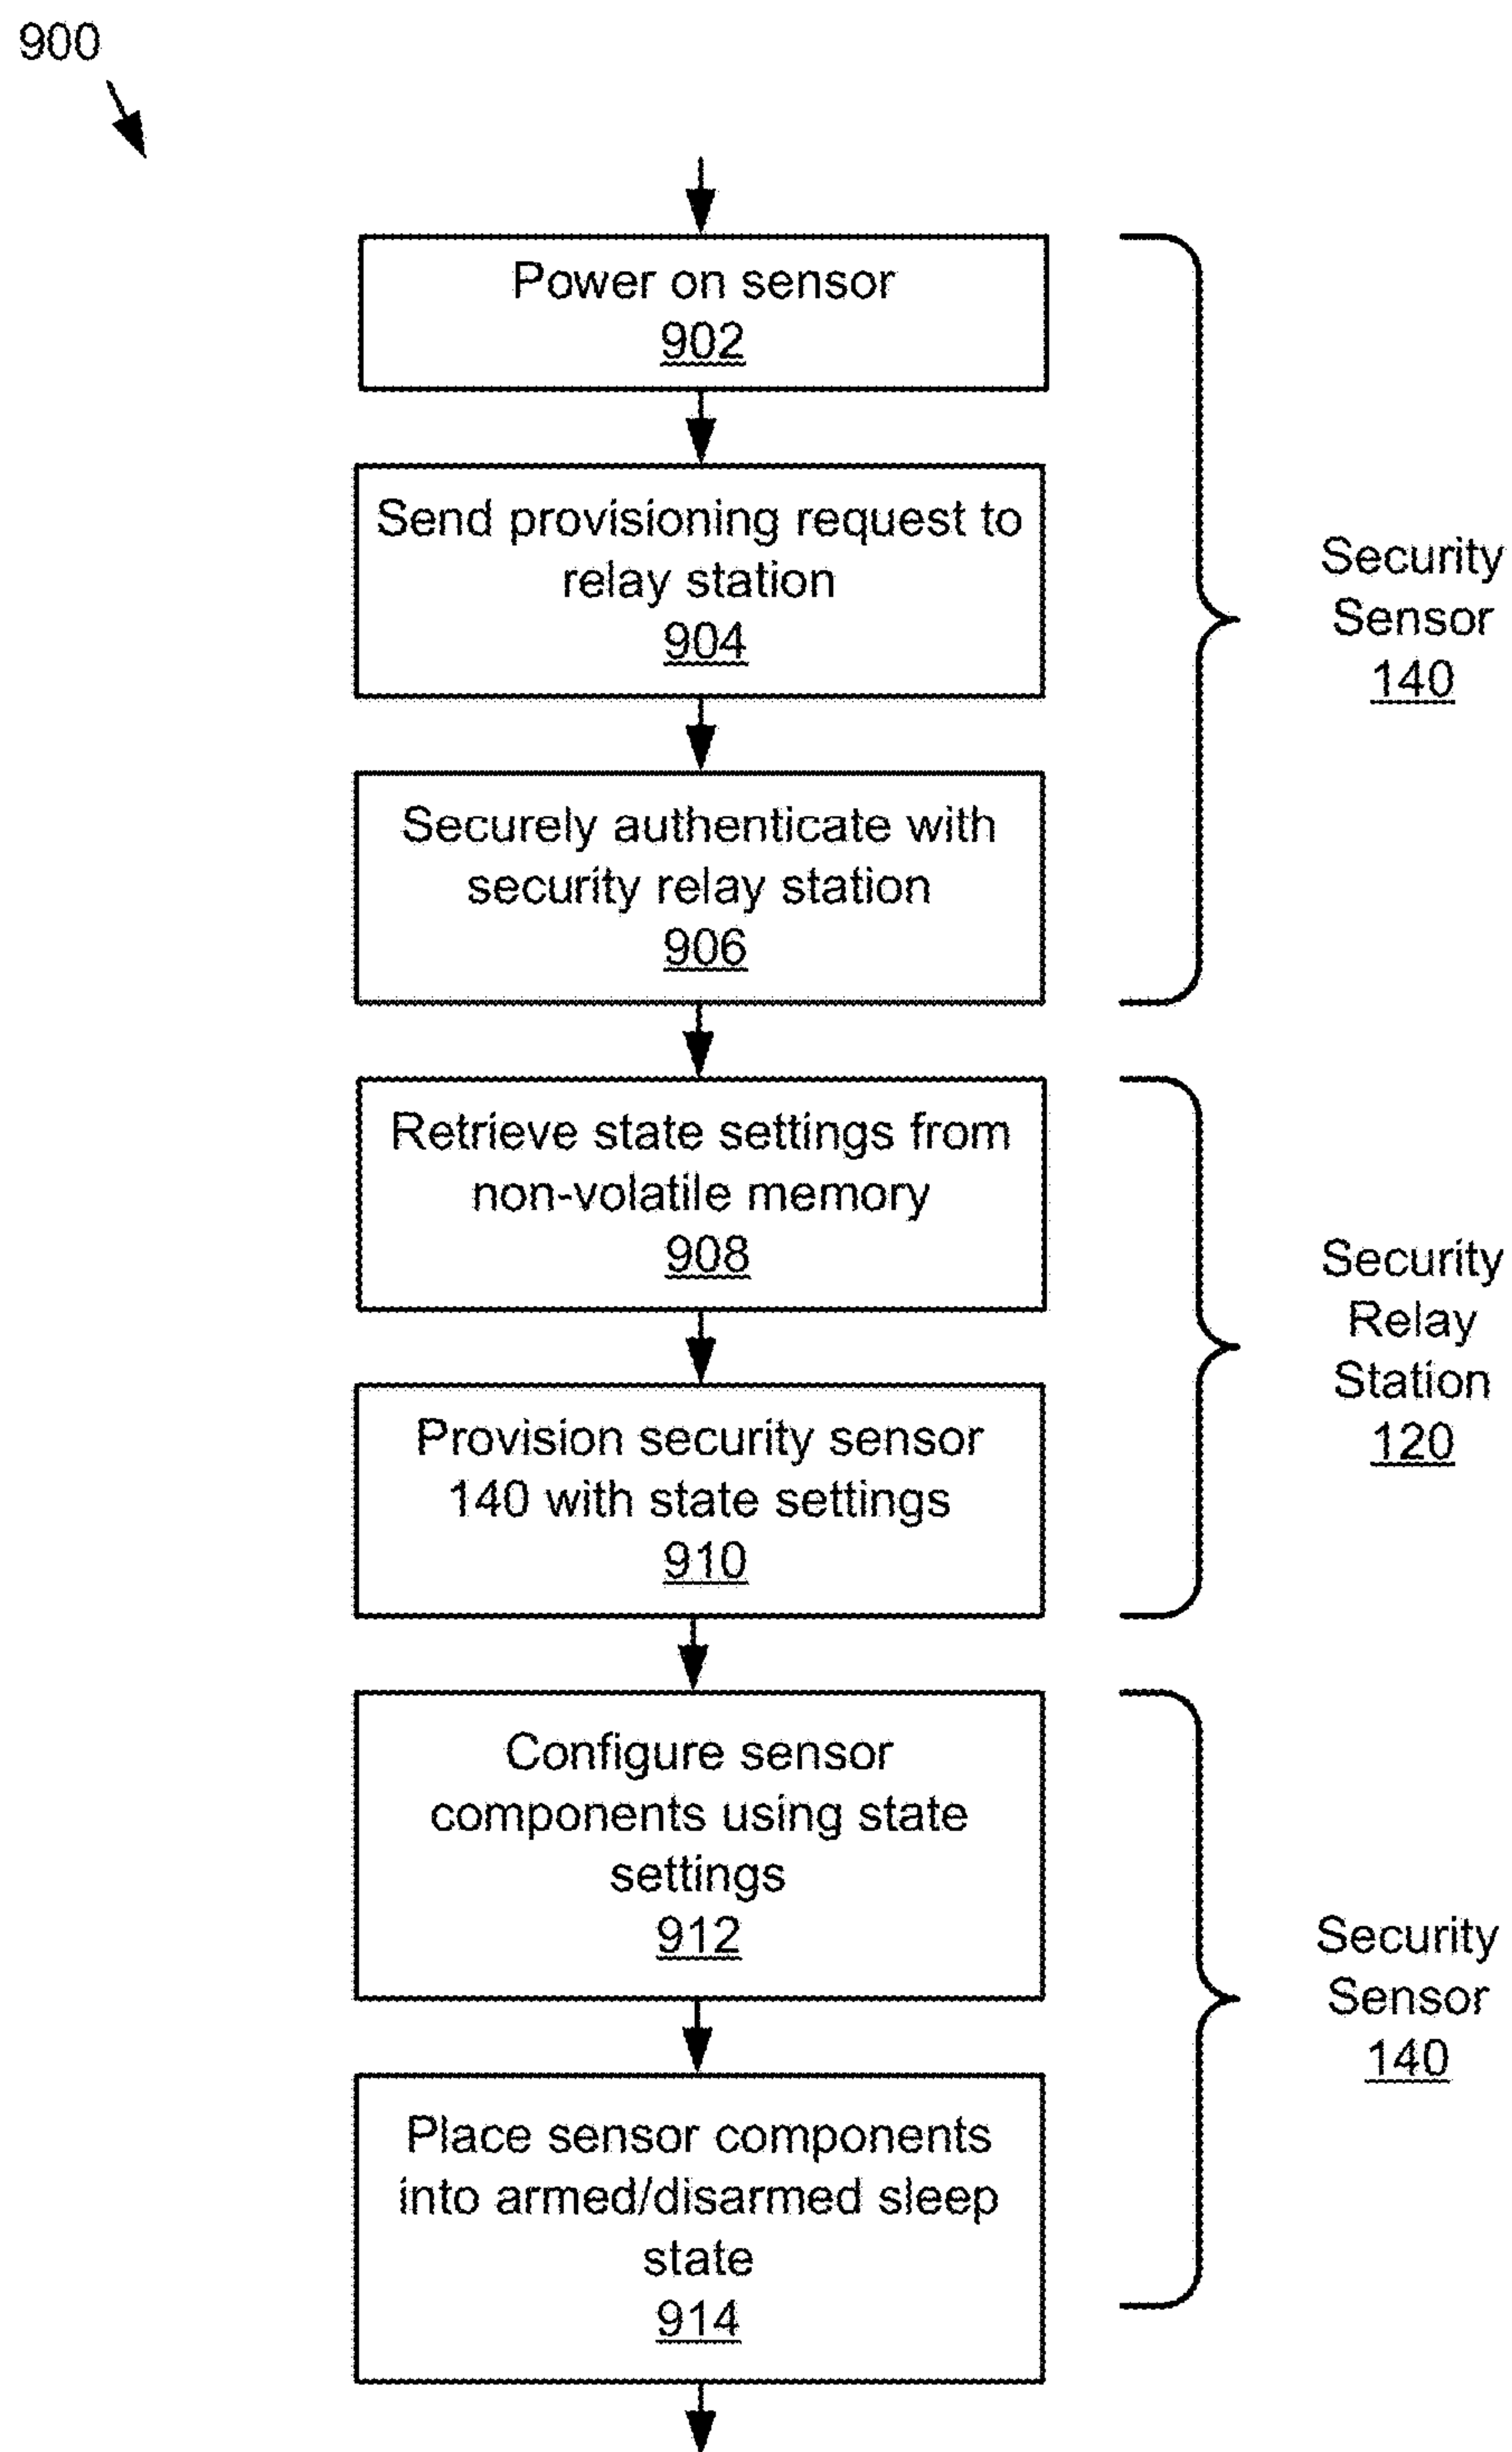 900
Power on sensor
902
Send provisioning request to
relay station
904
Securely authenticate with
security relay station
906
Security
Sensor
140
Retrieve state settings from
non-volatile memory
908
Provision security sensor
140 with state settings
910
Security
Relay
Station
120
Configure sensor
components using state
settings
912
Place sensor components
into armed/disarmed sleep
state
914
Security
Sensor
140